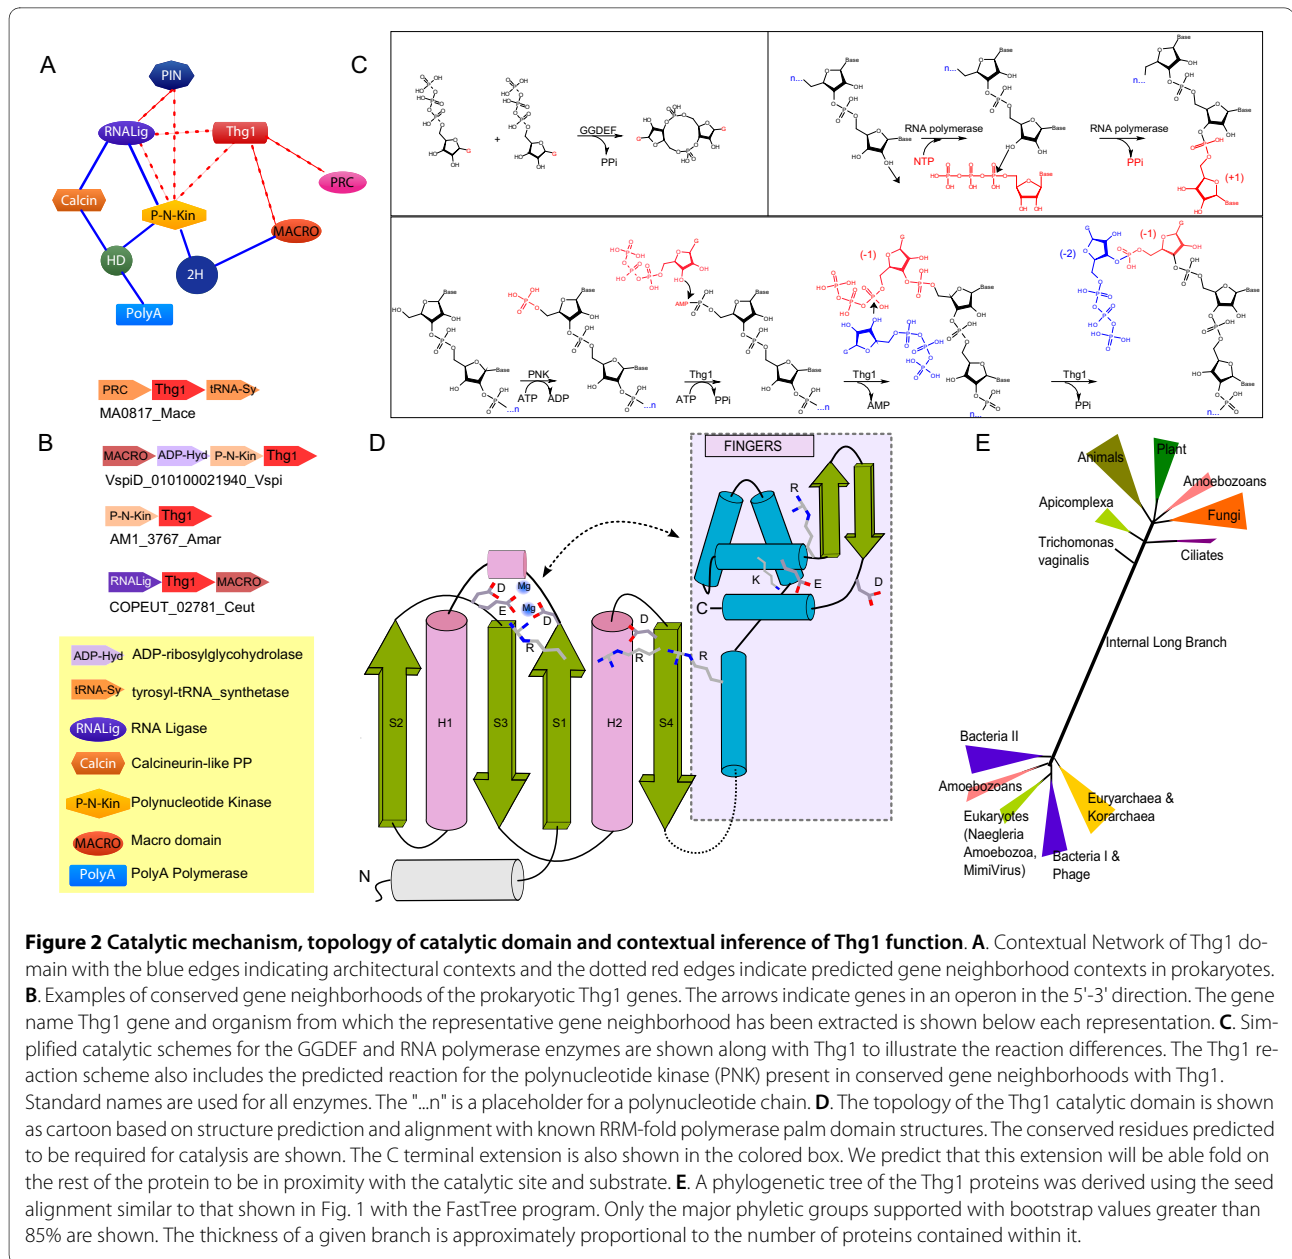 A
PIN
RNALig
Thg1
PRC
Calcin
P-N-Kin
MACRO
HD
2H
PolyA
PRC Thg1 tRNA-Sy
MA0817_Mace
B
MACRO ADP-Hyd P-N-Kin Thg1
VspiD_010100021940_Vspi
P-N-Kin Thg1
AM1_3767_Amar
RNALig Thg1 MACRO
COPEUT_02781_Ceut
ADP-Hyd ADP-ribosylglycohydrolase
tRNA-Sy tyrosyl-tRNA_synthetase
RNALig RNA Ligase
Calcin Calcineurin-like PP
P-N-Kin Polynucleotide Kinase
MACRO Macro domain
PolyA PolyA Polymerase
C
+
GGDEF
PPi
n...
Base
RNA polymerase
NTP
n...
Base
RNA polymerase
PPi
n...
Base
(+1)
Base
PNK
ATP ADP
...n
Thg1
ATP PPi
AMP
...n
(-1)
Thg1
AMP
n...
(-2)
(-1)
Thg1
PPi
n...
D
FINGERS
R
K
E
D
C
D
Mg
E
Mg
D
R
D
R
R
S2
H1
S3
S1
H2
S4
N
E
Animals
Plant
Amoebozoans
Apicomplexa
Fungi
Trichomonas
vaginalis
Ciliates
Internal Long Branch
Bacteria II
Amoebozoans
Euryarchaea &
Korarchaea
Eukaryotes
(Naegleria
Amoebozoa,
MimiVirus)
Bacteria I &
Phage
Figure 2 Catalytic mechanism, topology of catalytic domain and contextual inference of Thg1 function. A. Contextual Network of Thg1 do-
main with the blue edges indicating architectural contexts and the dotted red edges indicate predicted gene neighborhood contexts in prokaryotes.
B. Examples of conserved gene neighborhoods of the prokaryotic Thg1 genes. The arrows indicate genes in an operon in the 5'-3' direction. The gene
name Thg1 gene and organism from which the representative gene neighborhood has been extracted is shown below each representation. C. Sim-
plified catalytic schemes for the GGDEF and RNA polymerase enzymes are shown along with Thg1 to illustrate the reaction differences. The Thg1 re-
action scheme also includes the predicted reaction for the polynucleotide kinase (PNK) present in conserved gene neighborhoods with Thg1.
Standard names are used for all enzymes. The "...n" is a placeholder for a polynucleotide chain. D. The topology of the Thg1 catalytic domain is shown
as cartoon based on structure prediction and alignment with known RRM-fold polymerase palm domain structures. The conserved residues predicted
to be required for catalysis are shown. The C terminal extension is also shown in the colored box. We predict that this extension will be able fold on
the rest of the protein to be in proximity with the catalytic site and substrate. E. A phylogenetic tree of the Thg1 proteins was derived using the seed
alignment similar to that shown in Fig. 1 with the FastTree program. Only the major phyletic groups supported with bootstrap values greater than
85% are shown. The thickness of a given branch is approximately proportional to the number of proteins contained within it.